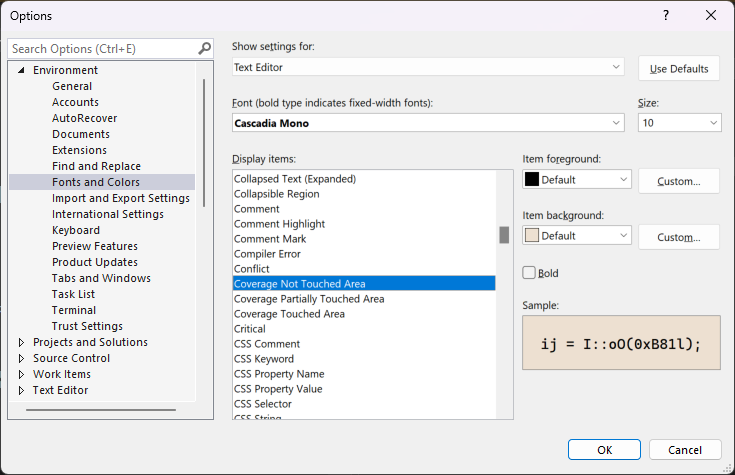 Options
?
Search Options (Ctrl+E)
Environment
General
Accounts
AutoRecover
Documents
Extensions
Find and Replace
Fonts and Colors
Import and Export Settings
International Settings
Keyboard
Preview Features
Product Updates
Tabs and Windows
Task List
Terminal
Trust Settings
Projects and Solutions
Source Control
Work Items
Text Editor
Show settings for:
Text Editor
Use Defaults
Font (bold type indicates fixed-width fonts):
Size:
Cascadia Mono
10
Display items:
Collapsed Text (Expanded)
Collapsible Region
Comment
Comment Highlight
Comment Mark
Compiler Error
Conflict
Coverage Not Touched Area
Coverage Partially Touched Area
Coverage Touched Area
Critical
CSS Comment
CSS Keyword
CSS Property Name
CSS Property Value
CSS Selector
CSS String
Item foreground:
Default
Custom...
Item background:
Default
Custom...
Bold
Sample:
ij = I::oO(0xB81l);
OK
Cancel